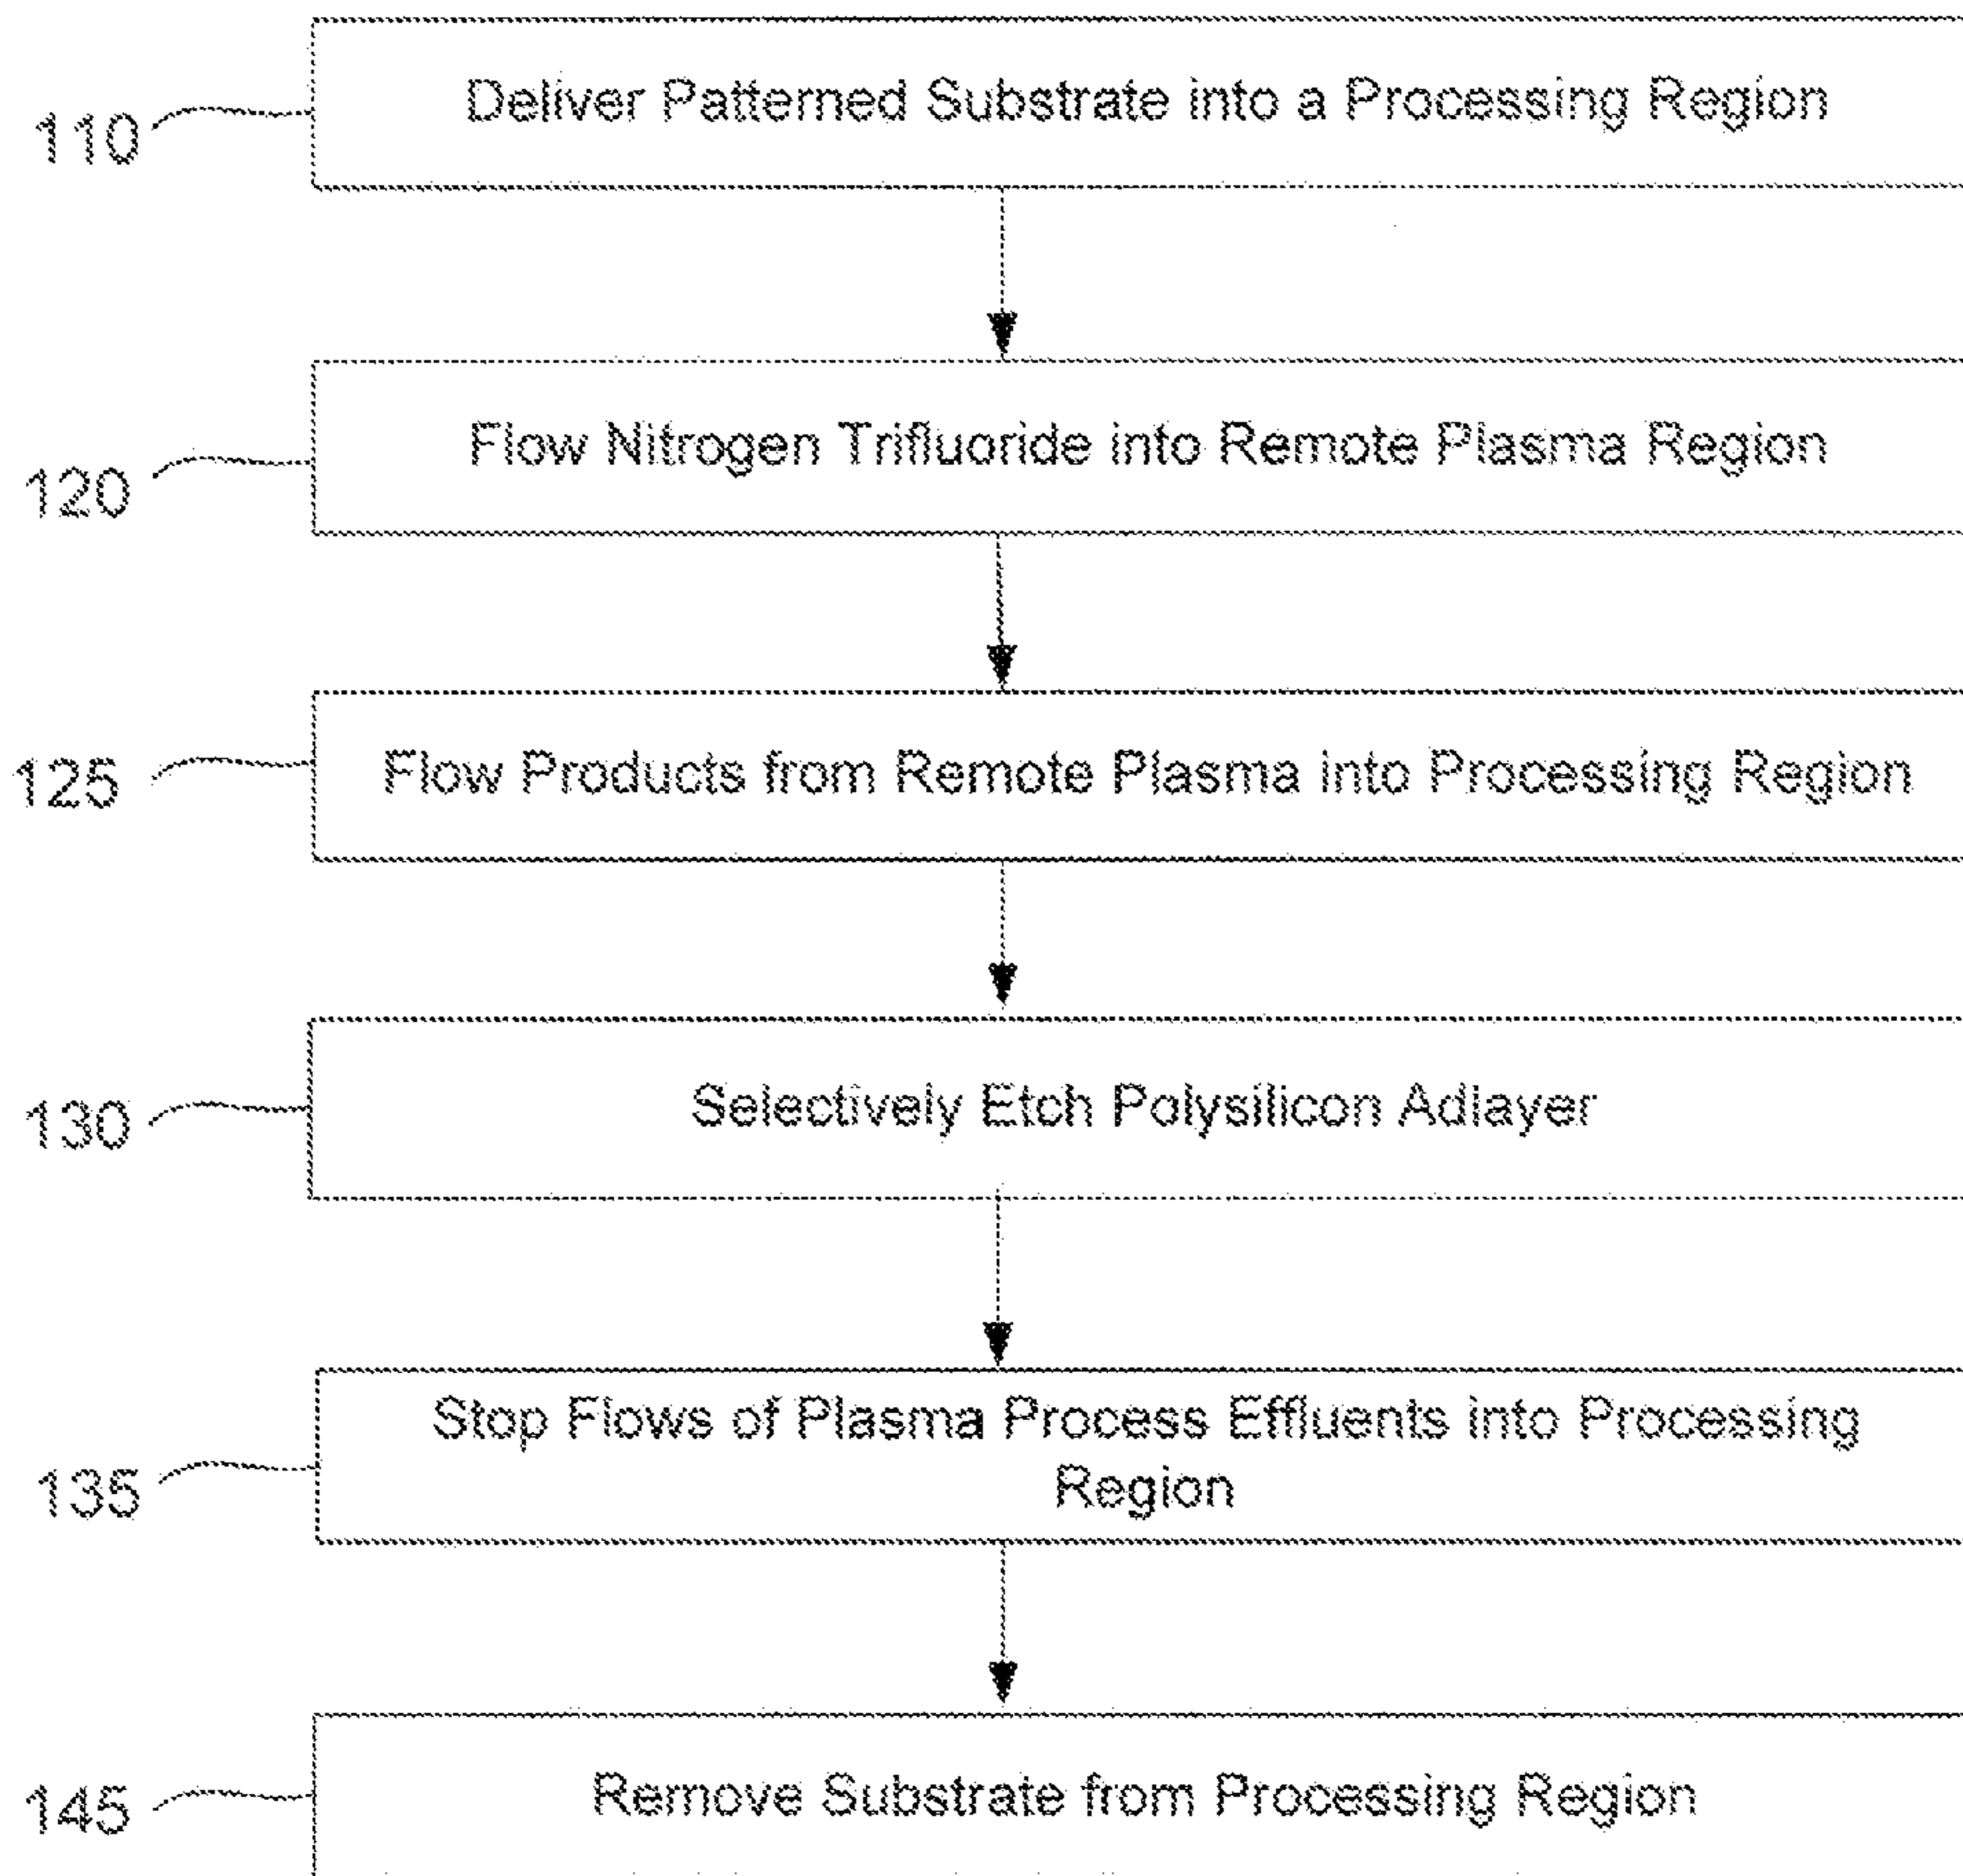 110
Deliver Patterned Substrate into a Processing Region
120
Flow Nitrogen Trifluoride into Remote Plasma Region
125
Flow Products from Remote Plasma into Processing Region
130
Selectively Etch Polysilicon Adlayer
135
Stop Flows of Plasma Process Effluents into Processing
Region
145
Remove Substrate from Processing Region